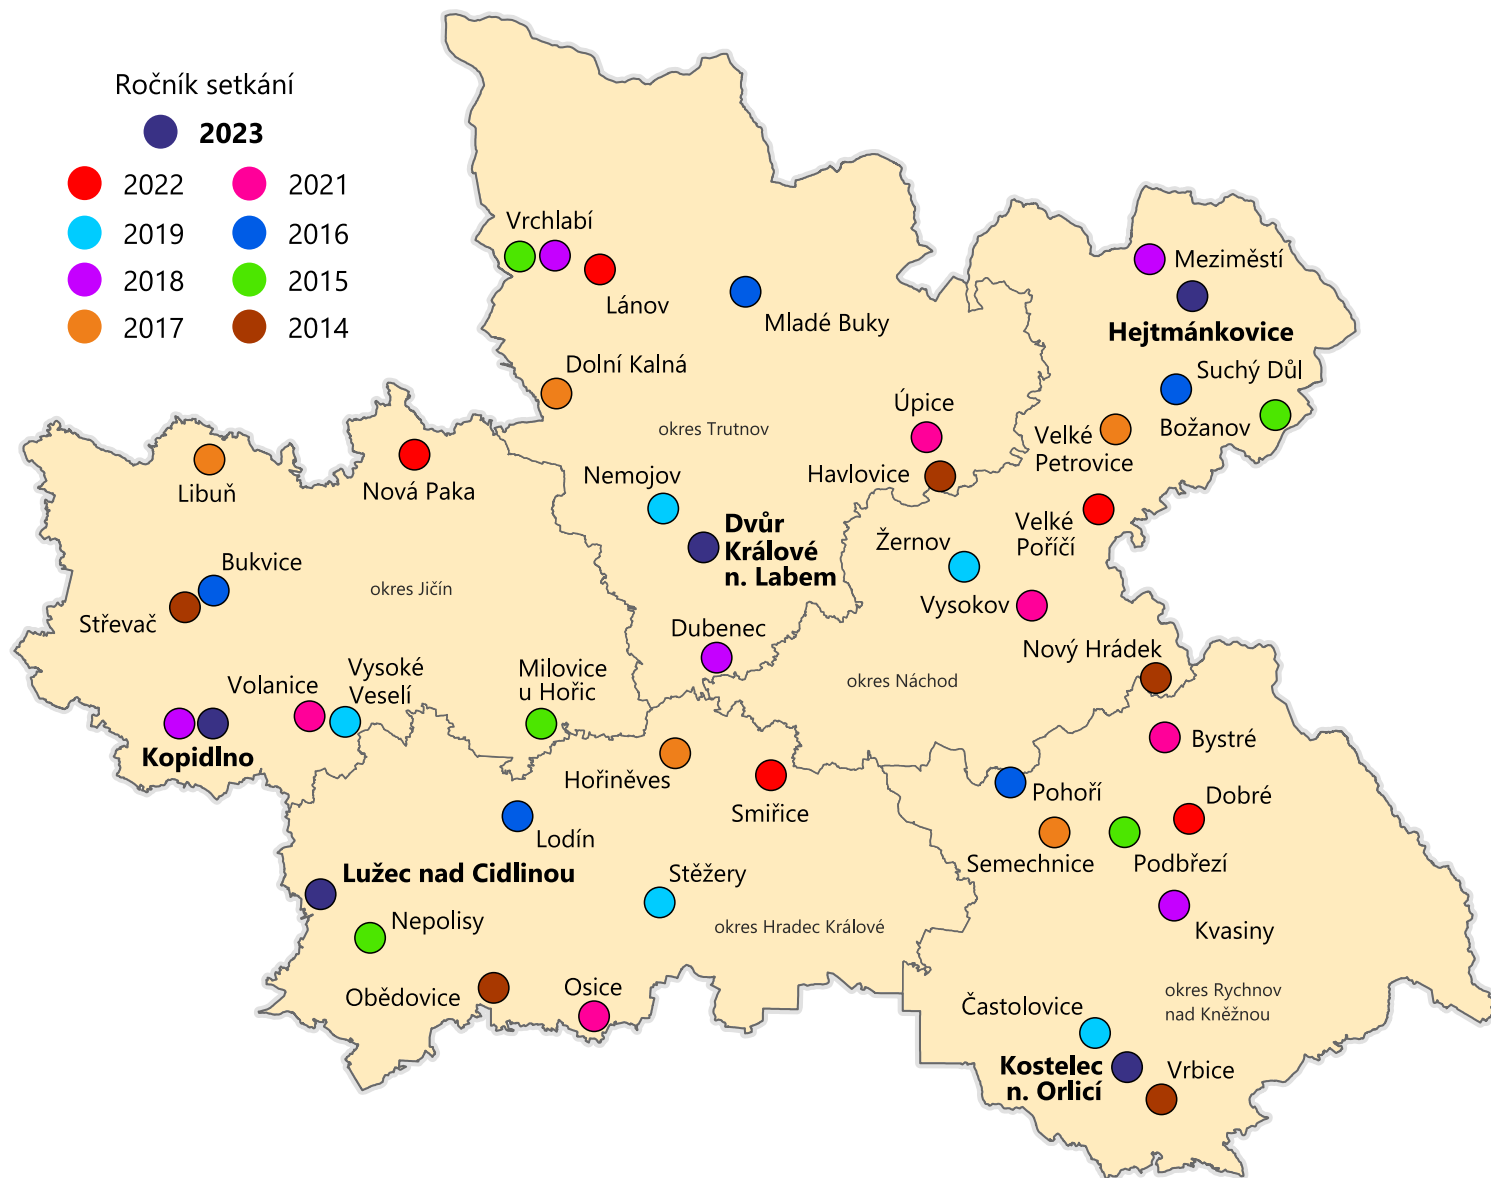 Ročník setkání
2023
2022
2021
2019
2016
2018
2015
2017
2014
Vrchlabí
Lánov
Mladé Buky
Meziměstí
Hejtmánkovice
Suchý Důl
Božanov
Dolní Kalná
Úpice
okres Trutnov
Velké
Petrovice
Havlovice
Nemojov
Libuň
Nová Paka
Dvůr
Králové
n. Labem
Velké
Poříčí
Žernov
Bukvice
okres Jičín
Vysokov
Střevač
Dubenec
Nový Hrádek
okres Náchod
Volanice
Vysoké
Veselí
Milovice
u Hořic
Kopidlno
Bystré
Hořiněves
Smiřice
Pohoří
Dobré
Lodín
Semechnice
Podbřezí
Lužec nad Cidlinou
Stěžery
Nepolisy
okres Hradec Králové
Kvasiny
Obědovice
Osice
Častolovice
okres Rychnov
nad Kněžnou
Kostelec
n. Orlicí
Vrbice